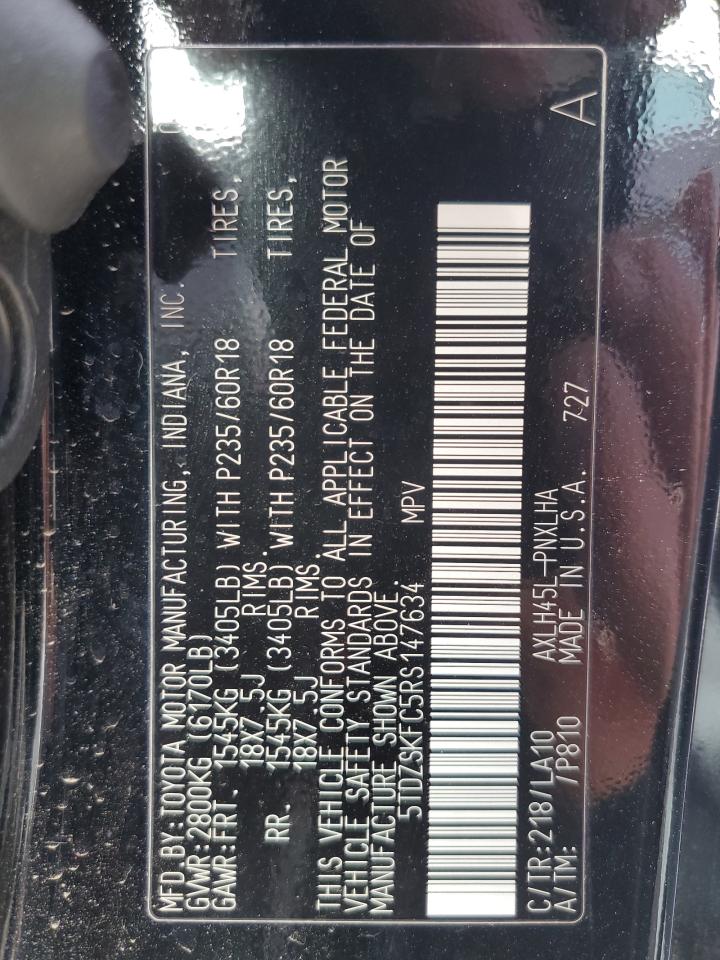 MFD.BY:TOYOTA MOTOR MANUFACTURING, INDIANA, INC.
GVWR:2800KG (6170LB)
GAWR:FRT. 1545KG (3405LB) WITH P235/60R18 TIRES,
18X7.5J RIMS.
RR. 1545KG (3405LB) WITH P235/60R18 TIRES,
18X7.5J RIMS.
THIS VEHICLE CONFORMS TO ALL APPLICABLE FEDERAL MOTOR
VEHICLE SAFETY STANDARDS IN EFFECT ON THE DATE OF
MANUFACTURE SHOWN ABOVE.
5TDZSKFC5RS147634 MPV
C/TR:218/LA10 AXLH45L-PNXLHA
A/TM: /P810 MADE IN U.S.A. 727 A